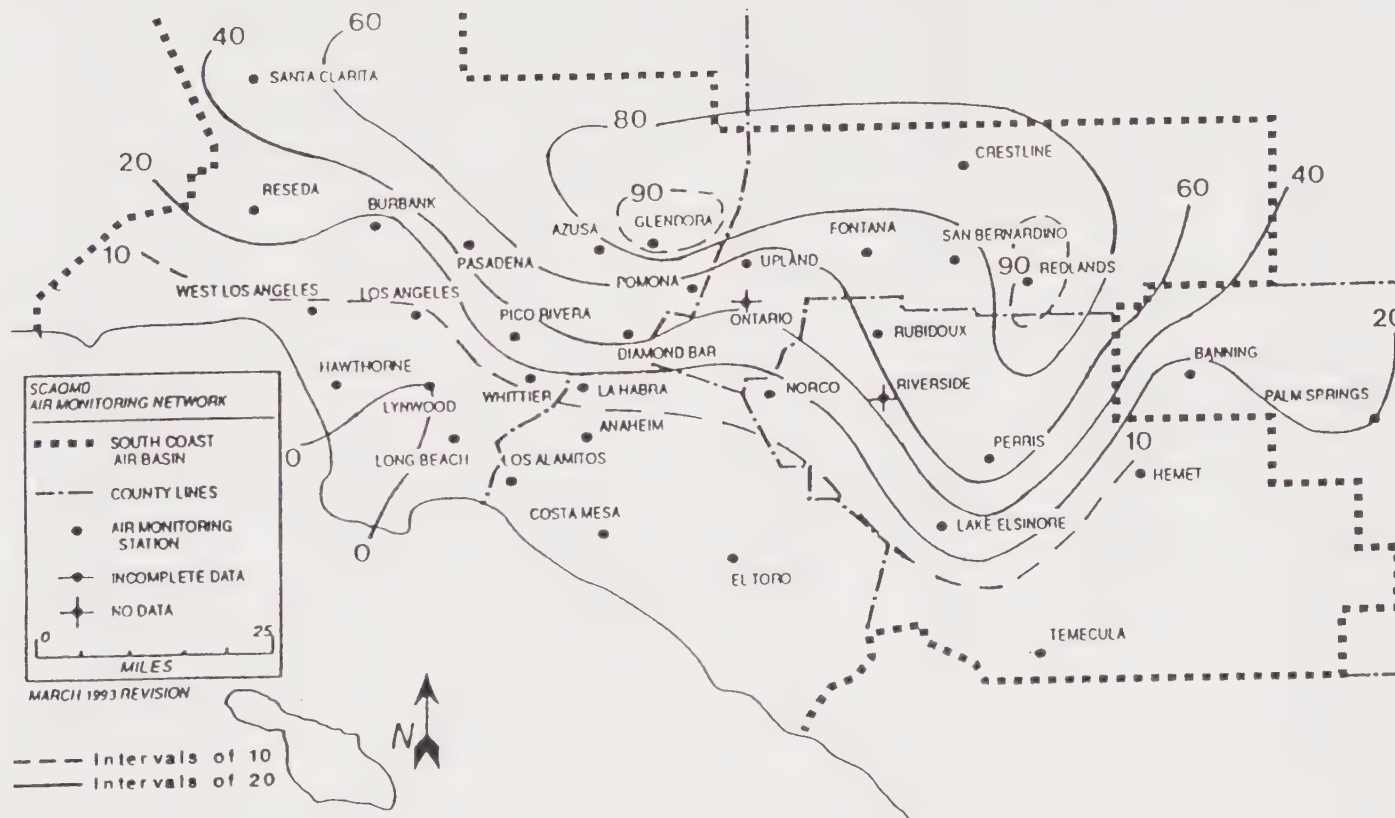 60
40
SANTA CLARITA
80
20
CRESTLINE
RESEDA
90
60
40
BURBANK
AZUSA
GLENDORA
FONTANA
SAN BERNARDINO
10
PASADENA
UPLAND
90
REDLANDS
WEST LOS ANGELES
LOS ANGELES
POMONA
PICO RIVERA
ONTARIO
RUBIDOUX
20
DIAMOND BAR
BANNING
HAWTHORNE
WHITTIER
LA HABRA
NORCO
RIVERSIDE
PALM SPRINGS
LYNWOOD
ANAHEIM
PERRIS
10
0
LONG BEACH
LOS ALAMITOS
HEMET
COSTA MESA
LAKE ELSINORE
0
EL TORO
TEMECULA
SCAQMD
AIR MONITORING NETWORK
SOUTH COAST
AIR BASIN
COUNTY LINES
AIR MONITORING
STATION
INCOMPLETE DATA
NO DATA
0 25
MILES
MARCH 1993 REVISION
N
Intervals of 10
Intervals of 20